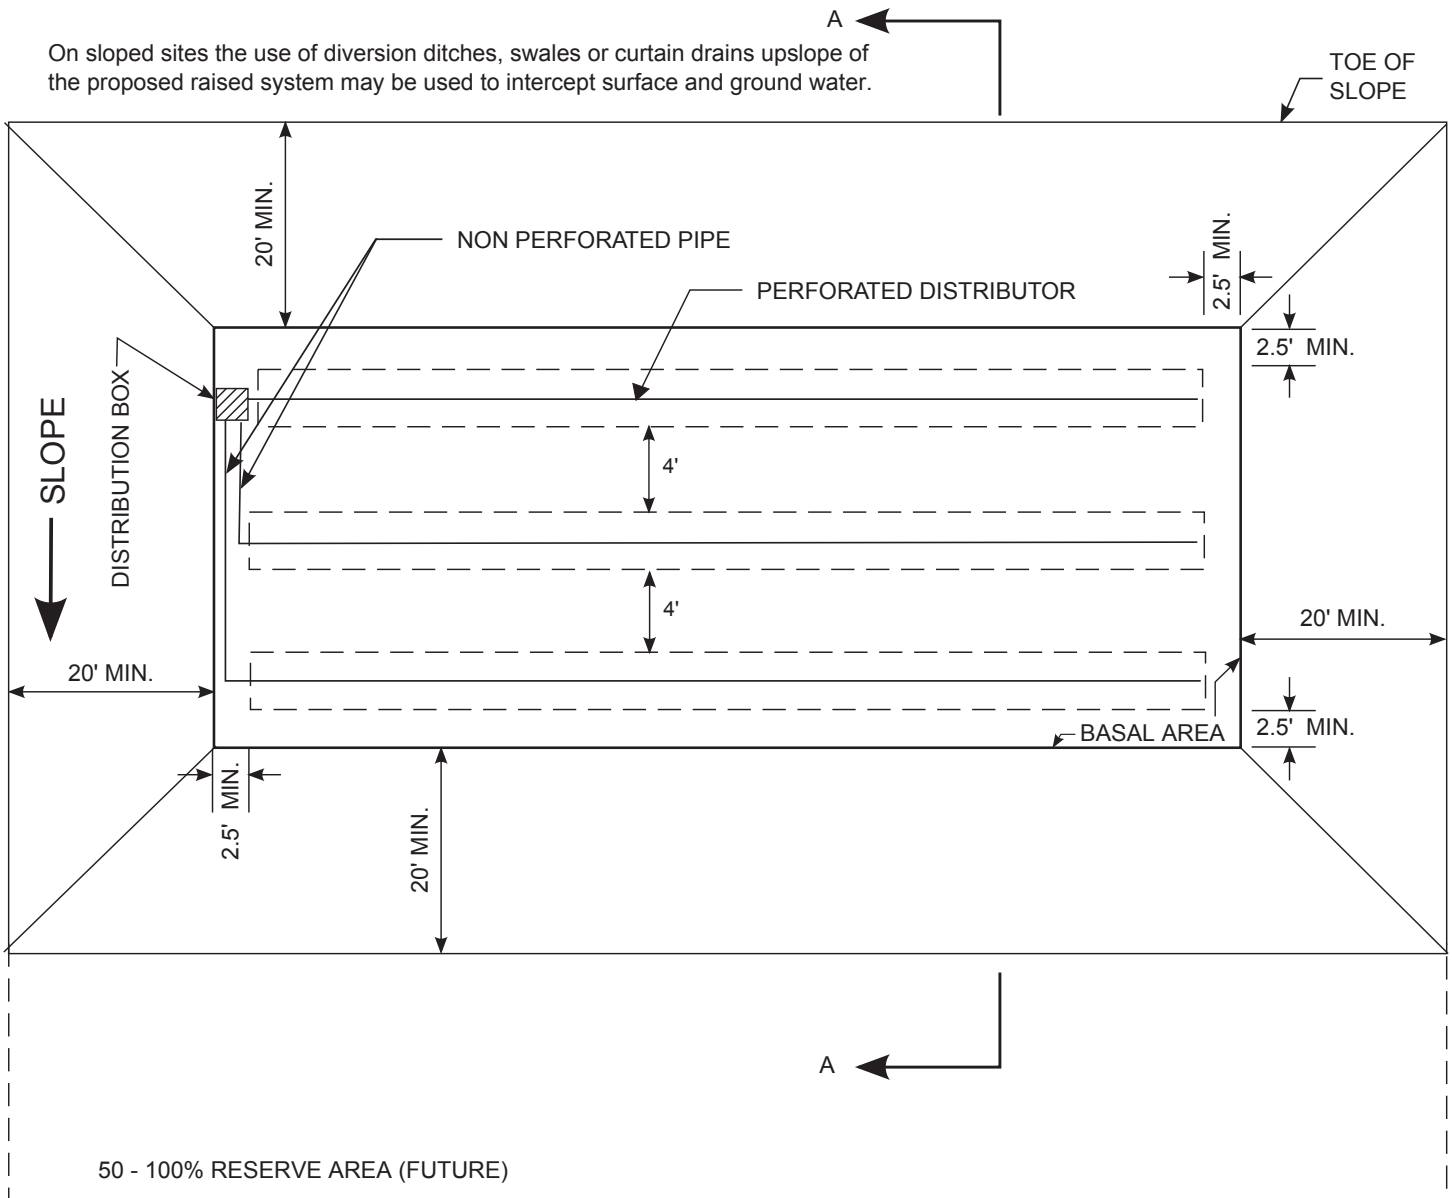 A
On sloped sites the use of diversion ditches, swales or curtain drains upslope of
the proposed raised system may be used to intercept surface and ground water.
TOE OF
SLOPE
20' MIN.
NON PERFORATED PIPE
2.5' MIN.
PERFORATED DISTRIBUTOR
2.5' MIN.
DISTRIBUTION BOX
SLOPE
4'
4'
20' MIN.
20' MIN.
BASAL AREA
2.5' MIN.
2.5' MIN.
20' MIN.
A
50 - 100% RESERVE AREA (FUTURE)